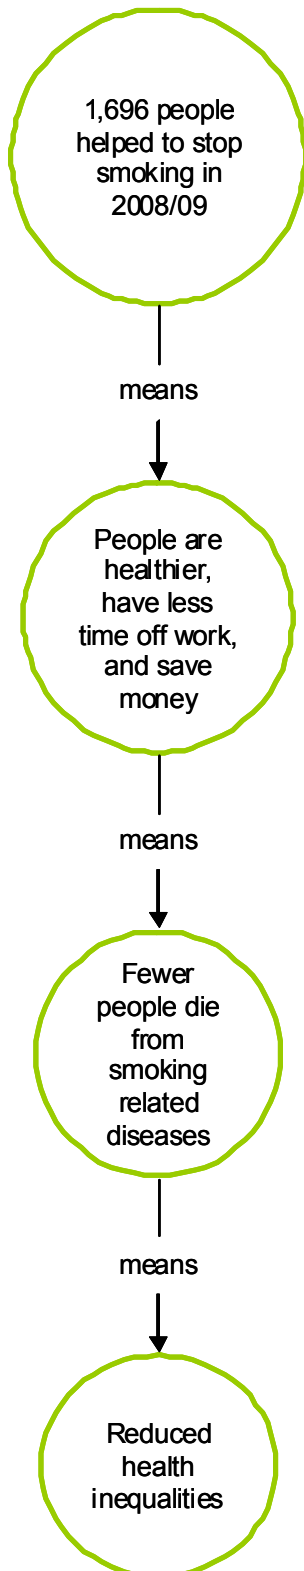 1,696 people
helped to stop
smoking in
2008/09
means
People are
healthier,
have less
time off work,
and save
money
means
Fewer
people die
from
smoking
related
diseases
means
Reduced
health
inequalities